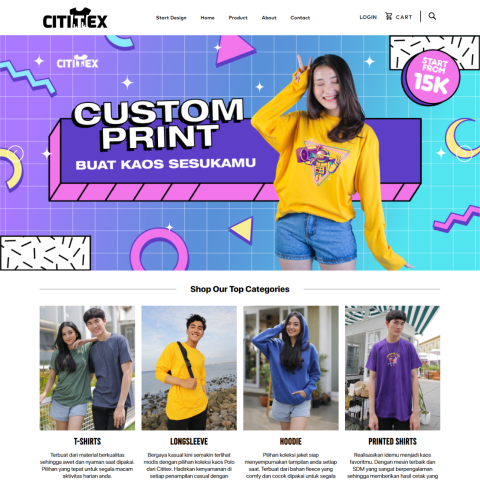 CITITEX
Start Design Home Product About Contact LOGIN CART
CITITEX
START
FROM
15K
CUSTOM
PRINT
BUAT KAOS SESUKAMU
Shop Our Top Categories
T-SHIRTS
Terbuat dari material berkualitas
sehingga awet dan nyaman saat dipakai.
Pilihan yang tepat untuk segala macam
aktivitas harian anda.
LONGSLEEVE
Bergaya kasual kini semakin terlihat
modis dengan pilihan koleksi kaos Polo
dari Cititex. Hadirkan kenyamanan di
setiap penampilan casual dengan
HOODIE
Pilihan koleksi jaket siap
menyempurnakan tampilan anda setiap
saat. Terbuat dari bahan fleece yang
comfy dan cocok dipakai untuk segala
PRINTED SHIRTS
Realisasikan idemu menjadi kaos
favoritmu. Dengan mesin terbaik dan
SDM yang sangat berpengalaman
sehingga memberikan hasil cetak yang